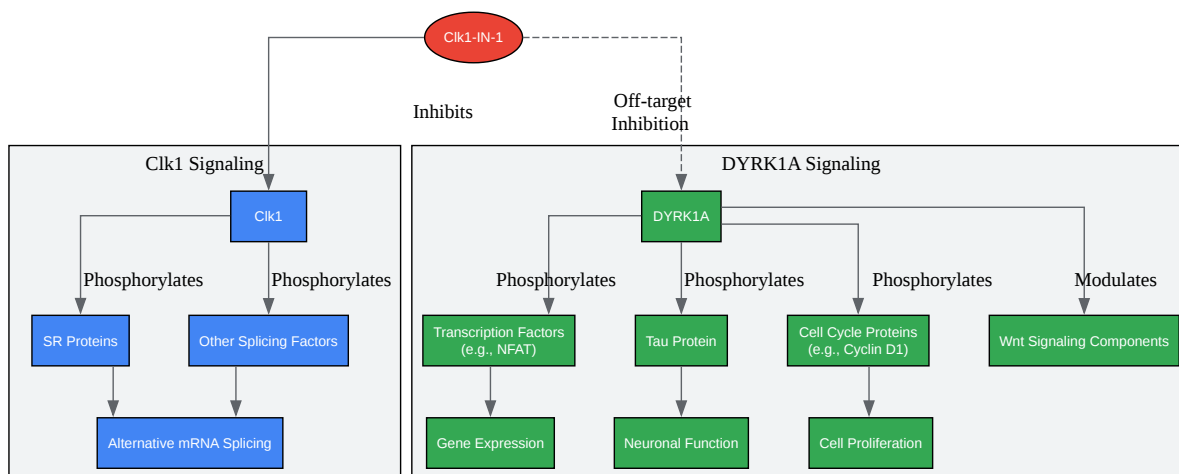 Clk1-IN-1
Inhibits
Off-target
Inhibition
Clk1 Signaling
DYRK1A Signaling
Clk1
DYRK1A
Phosphorylates
Phosphorylates
Phosphorylates
Phosphorylates
Phosphorylates
Modulates
SR Proteins
Other Splicing Factors
Transcription Factors
(e.g., NFAT)
Tau Protein
Cell Cycle Proteins
(e.g., Cyclin D1)
Wnt Signaling Components
Alternative mRNA Splicing
Gene Expression
Neuronal Function
Cell Proliferation